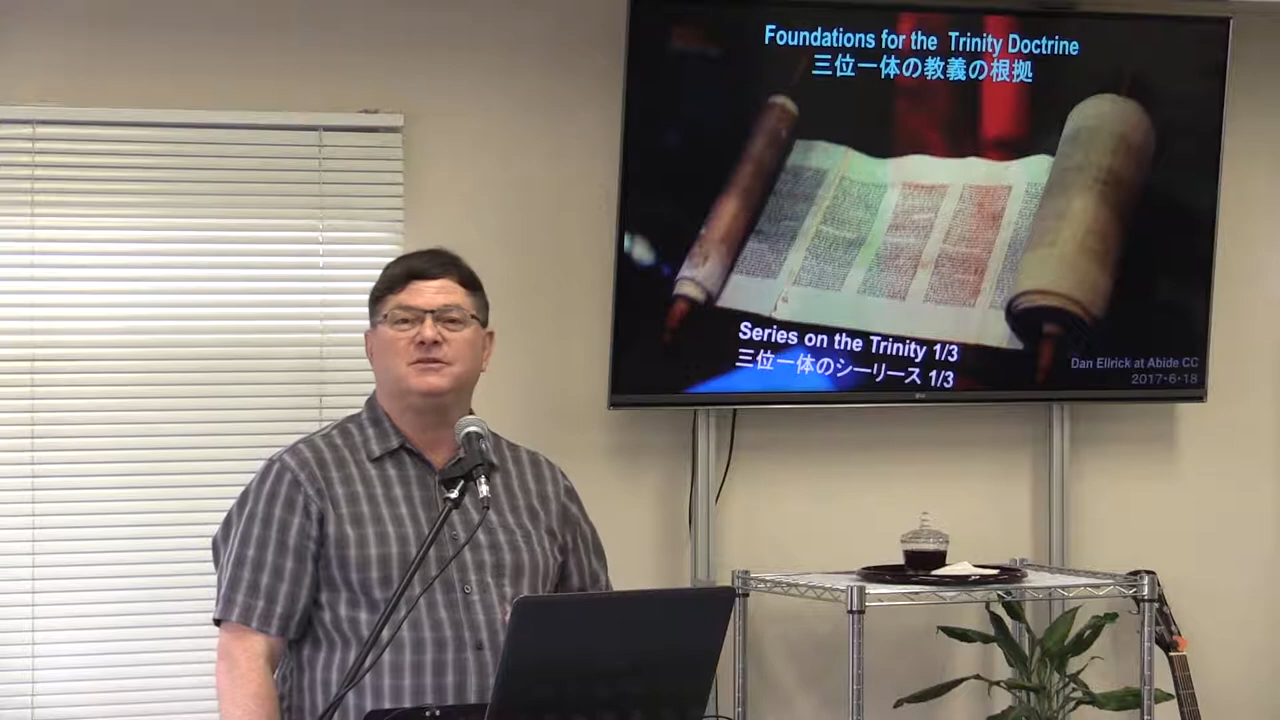 Foundations for the Trinity Doctrine
三位一体の教義の根拠
Series on the Trinity 1/3
三位一体のシーリース 1/3
Dan Ellrick at Abide CC
2017・6・18